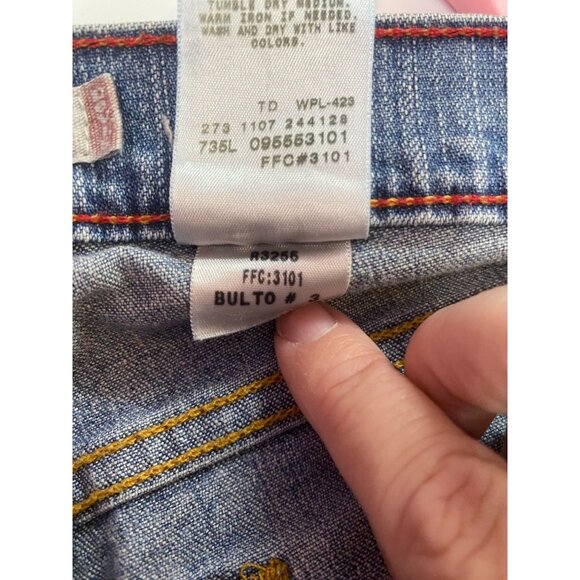 TUMBLE DRY MEDIUM,
WARM IRON IF NEEDED.
WASH AND DRY WITH LIKE
COLORS.
TD WPL-423
273 1107 244128
735L 095553101
FFC#3101
R3256
FFC:3101
BULTO # 3